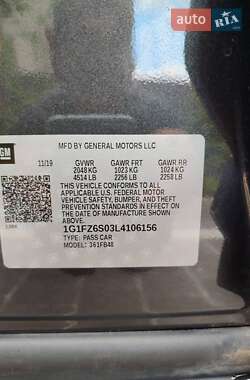 AUTO RIA
GM
MFD BY GENERAL MOTORS LLC
11/19 GVWR GAWR FRT GAWR RR
2048 KG 1023 KG 1024 KG
4514 LB 2256 LB 2258 LB
THIS VEHICLE CONFORMS TO ALL
APPLICABLE U.S. FEDERAL MOTOR
VEHICLE SAFETY, BUMPER, AND THEFT
PREVENTION STANDARDS IN EFFECT ON
THE DATE OF MANUFACTURE SHOWN ABOVE.
1G1FZ6S03L4106156
TYPE: PASS CAR
MODEL: 361FB48